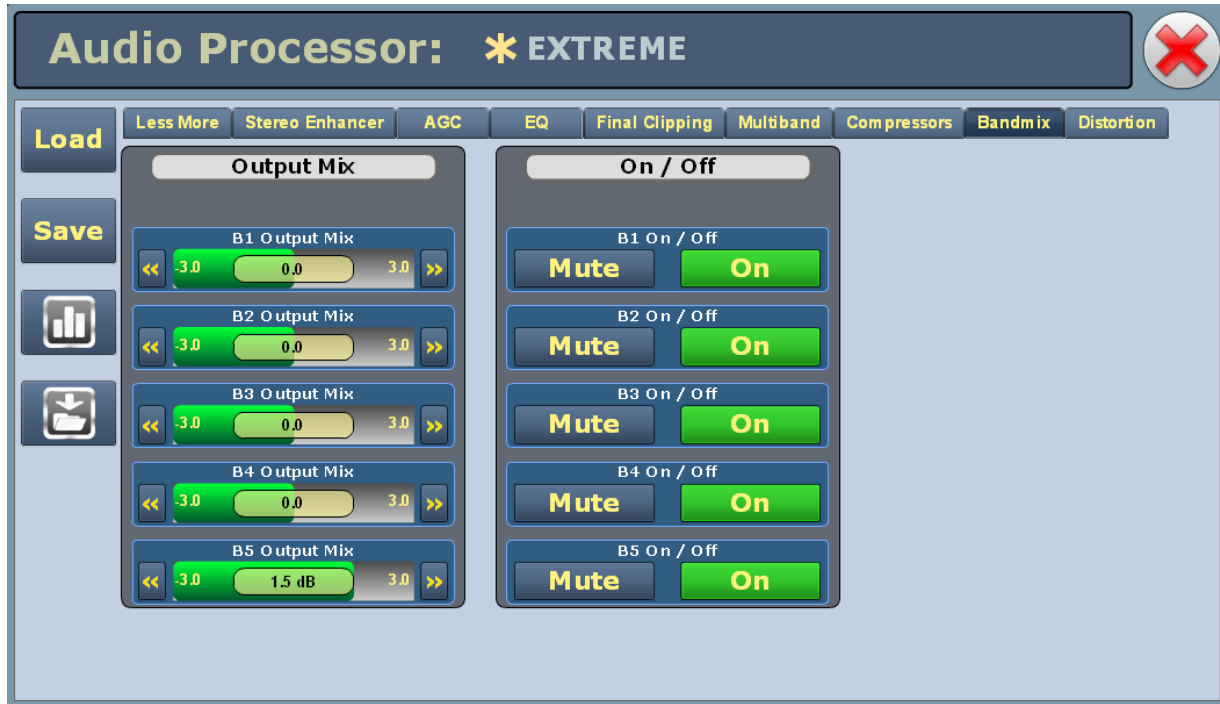 Audio Processor: * EXTREME
Load
Save
Less More Stereo Enhancer AGC EQ Final Clipping Multiband Compressors Bandmix Distortion
Output Mix
B1 Output Mix
<< -3.0 0.0 3.0 >>
B2 Output Mix
<< -3.0 0.0 3.0 >>
B3 Output Mix
<< -3.0 0.0 3.0 >>
B4 Output Mix
<< -3.0 0.0 3.0 >>
B5 Output Mix
<< -3.0 1.5 dB 3.0 >>
On / Off
B1 On / Off
Mute On
B2 On / Off
Mute On
B3 On / Off
Mute On
B4 On / Off
Mute On
B5 On / Off
Mute On